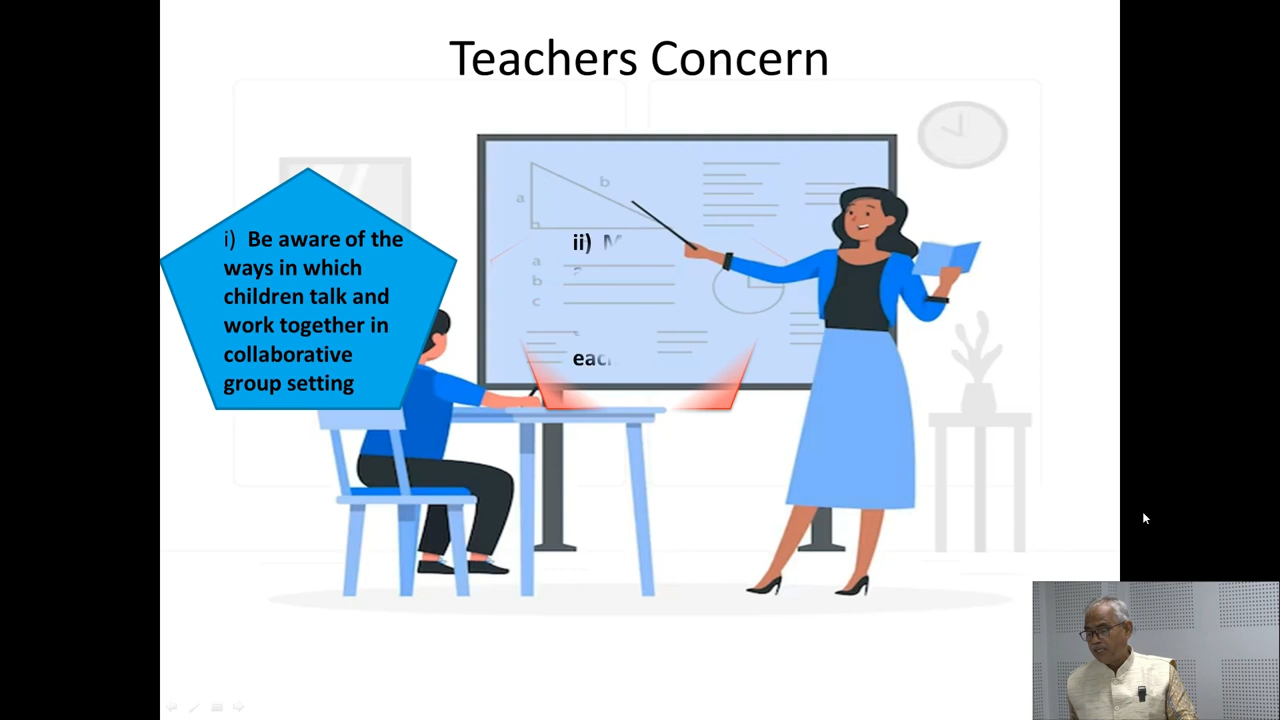 Teachers Concern
i) Be aware of the
ways in which
children talk and
work together in
collaborative
group setting
ii)
a
b
a
b
c